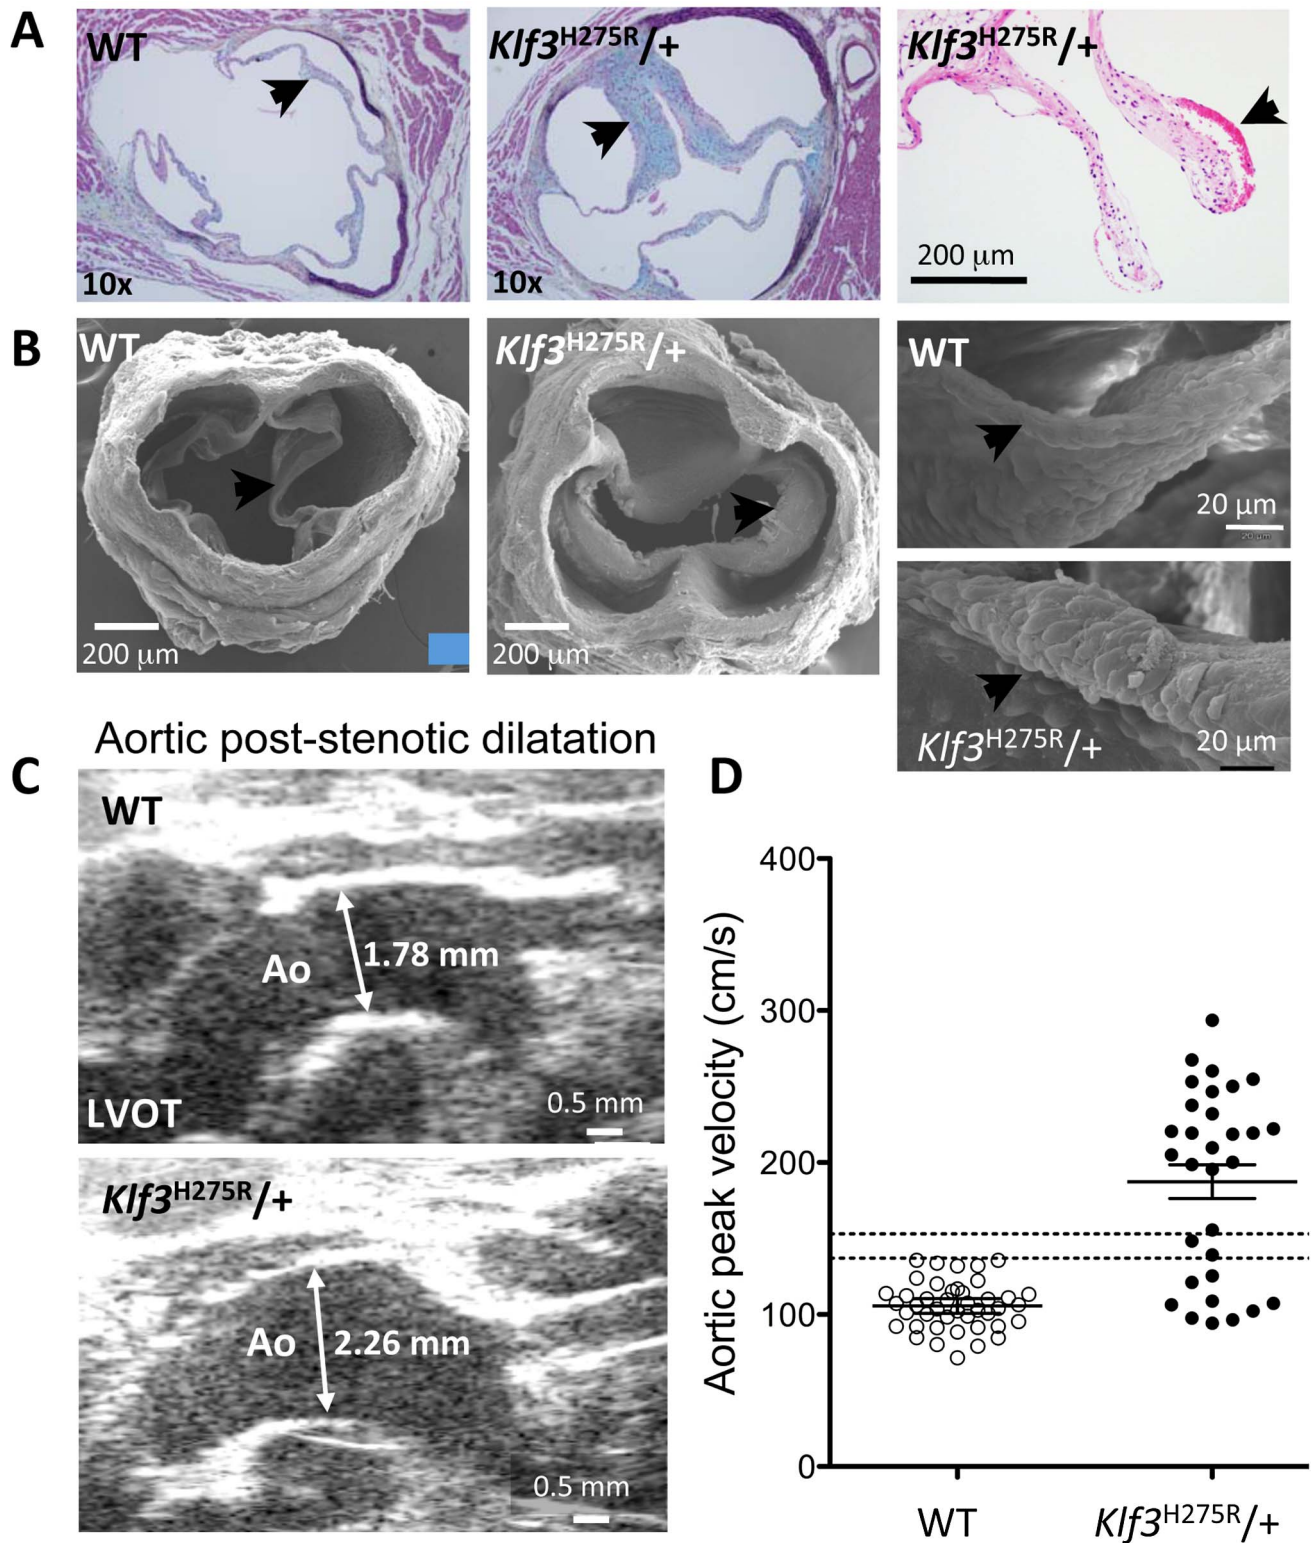 A
WT
10x
Klf3H275R/+
10x
Klf3H275R/+
200 μm
B
WT
200 μm
Klf3H275R/+
200 μm
WT
20 μm
20 μm
Klf3H275R/+
20 μm
Aortic post-stenotic dilatation
C
WT
Ao
1.78 mm
LVOT
0.5 mm
Klf3H275R/+
Ao
2.26 mm
0.5 mm
D
Aortic peak velocity (cm/s)
400
300
200
100
0
WT
Klf3H275R/+